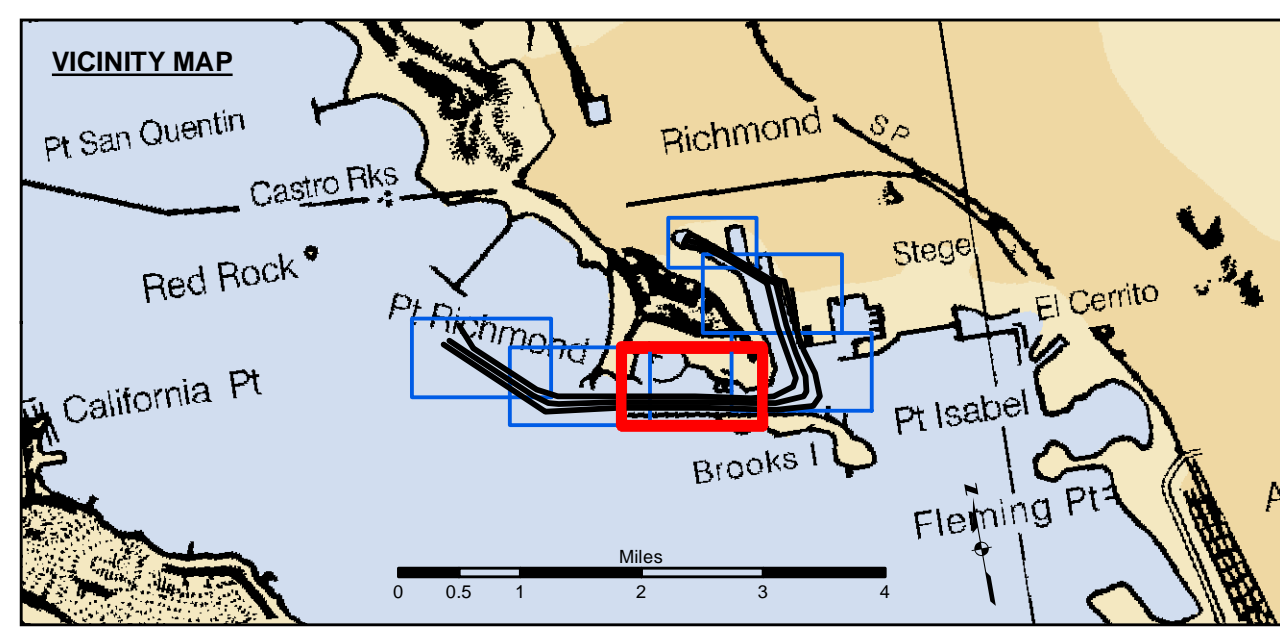 VICINITY MAP
Pt San Quentin
Richmond
S P
Castro Rks
Stege
Red Rock
El Cerrito
Pt Richmond
California Pt
Pt Isabel
Brooks I
A
Fleming Pt
N
Miles
0 0.5 1 2 3 4